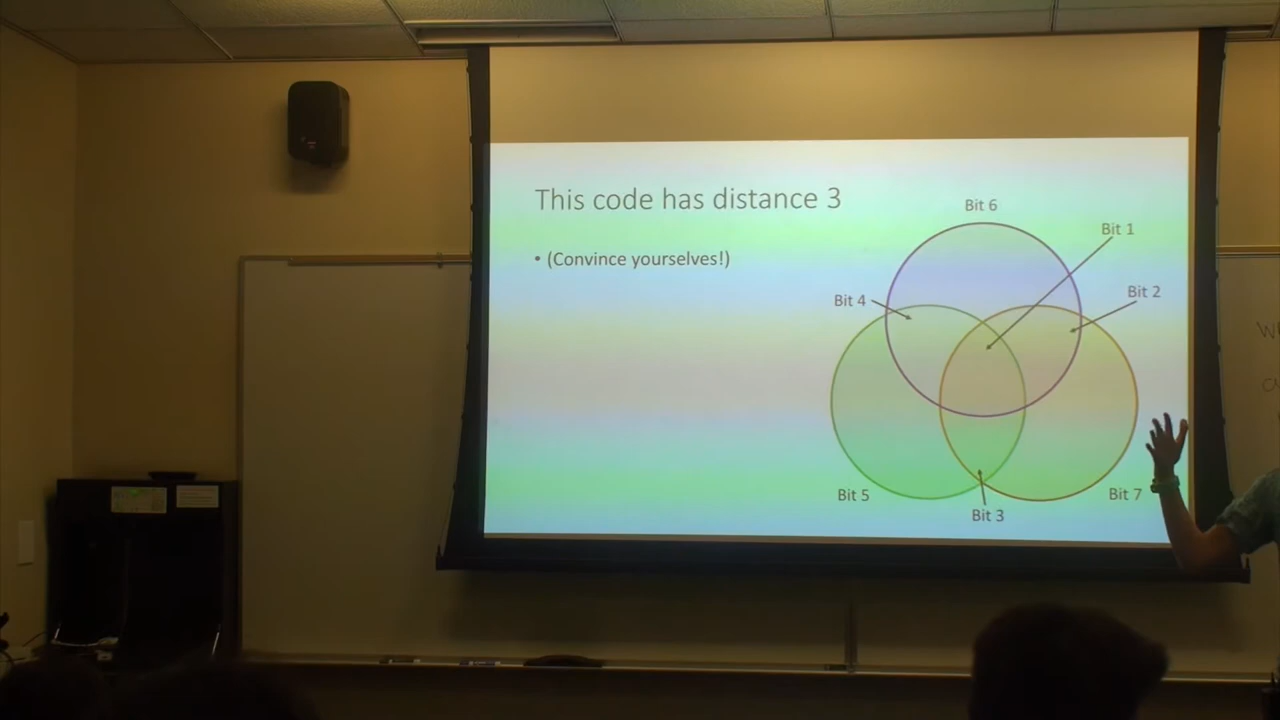 This code has distance 3
• (Convince yourselves!)
Bit 6
Bit 1
Bit 2
Bit 4
Bit 5
Bit 7
Bit 3